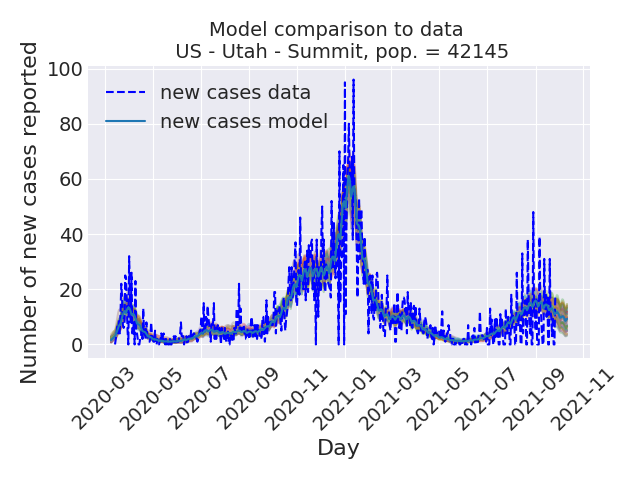 Model comparison to data
US - Utah - Summit, pop. = 42145
Number of new cases reported
100
80
60
40
20
0
new cases data
new cases model
2020-03
2020-05
2020-07
2020-09
2020-11
2021-01
2021-03
2021-05
2021-07
2021-09
2021-11
Day